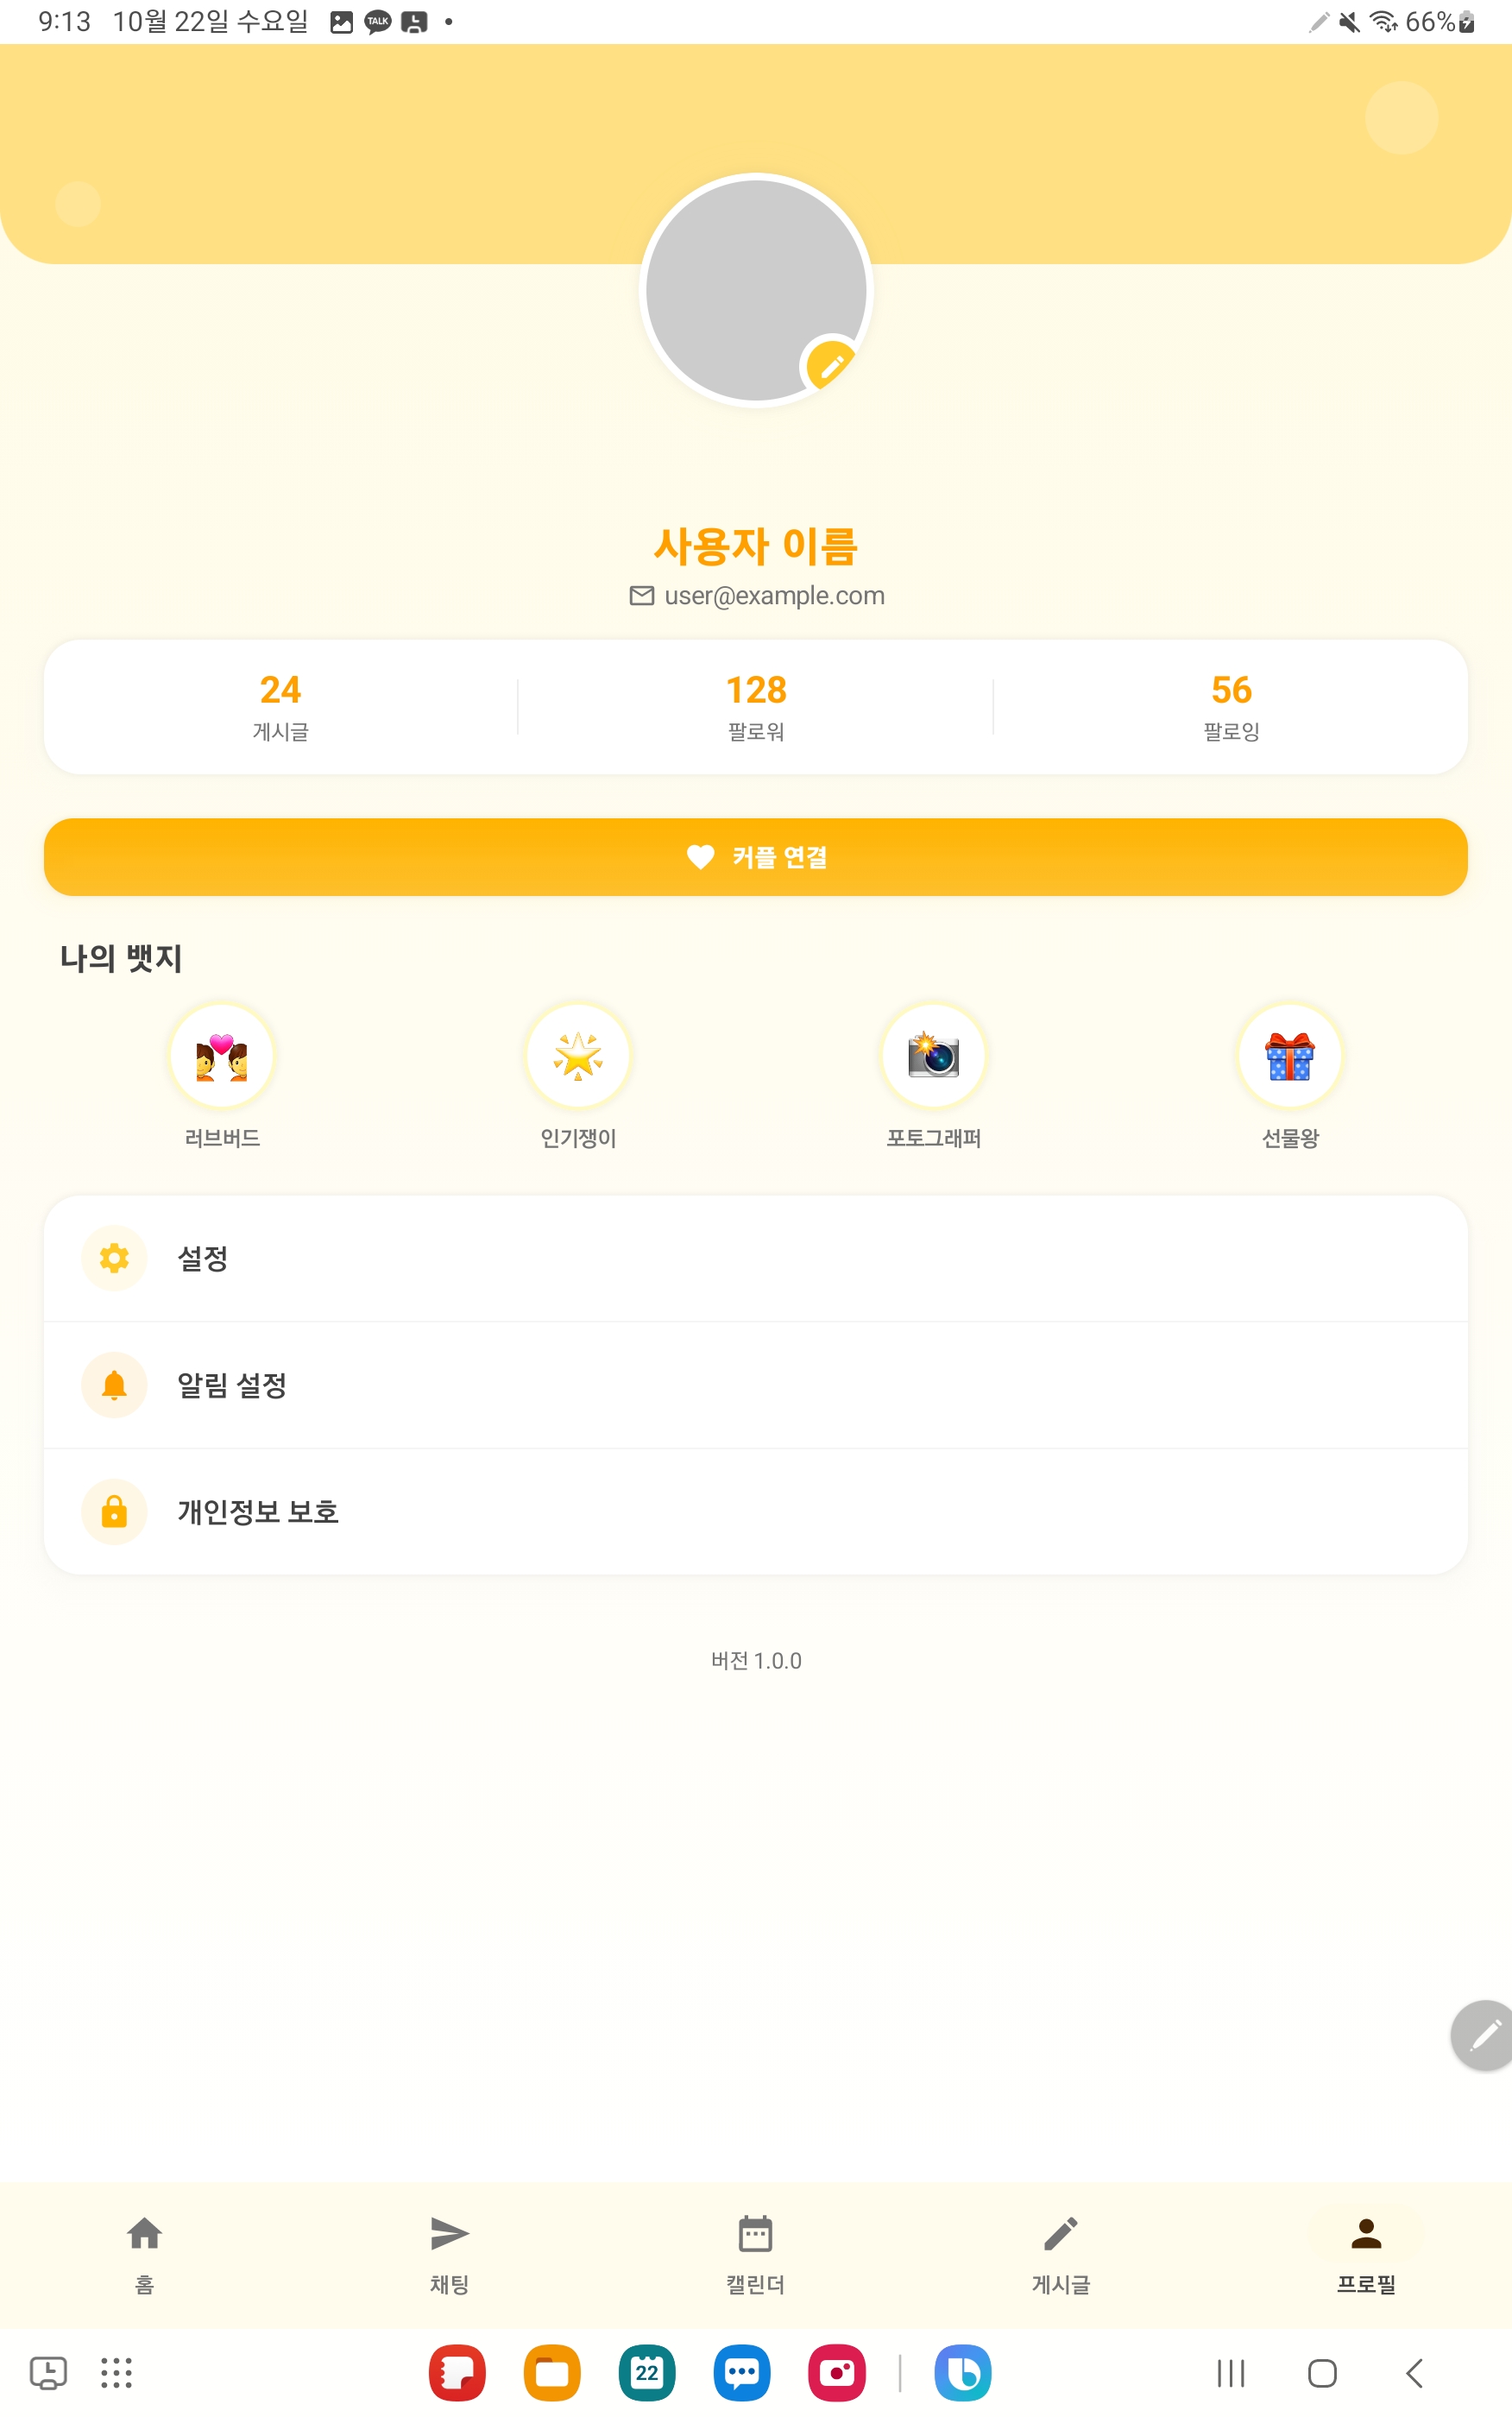 9:13 10월 22일 수요일 TALK 66%
사용자 이름
user@example.com
24 128 56
게시글 팔로워 팔로잉
커플 연결
나의 뱃지
러브버드 인기쟁이 포토그래퍼 선물왕
설정
알림 설정
개인정보 보호
버전 1.0.0
홈 채팅 캘린더 게시글 프로필
22